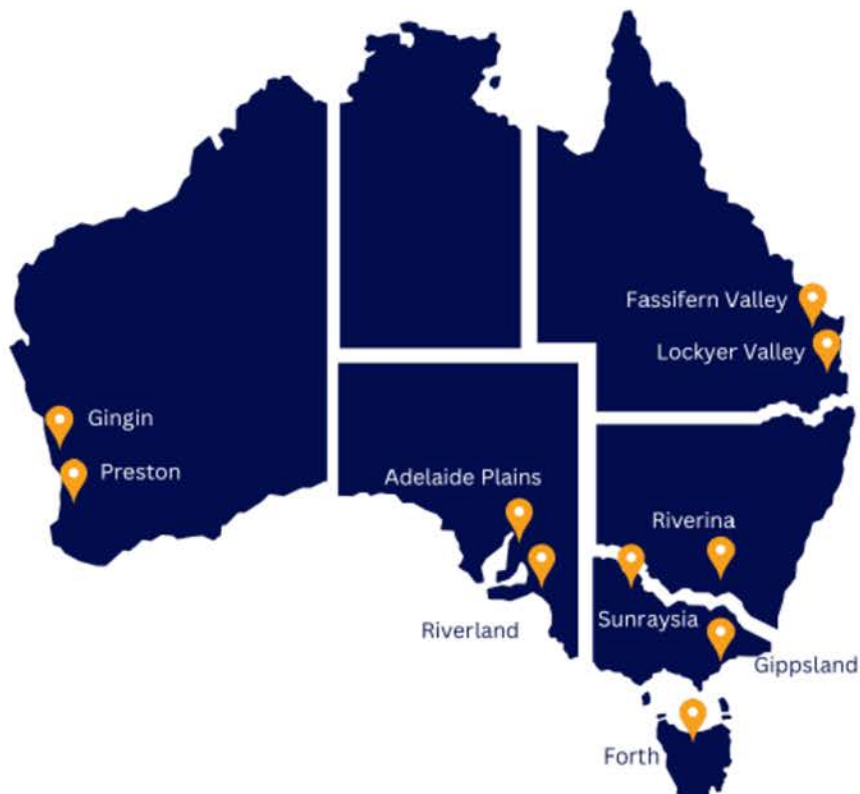 Fassifern Valley
Lockyer Valley
Gingin
Preston
Adelaide Plains
Riverina
Sunraysia
Riverland
Gippsland
Forth